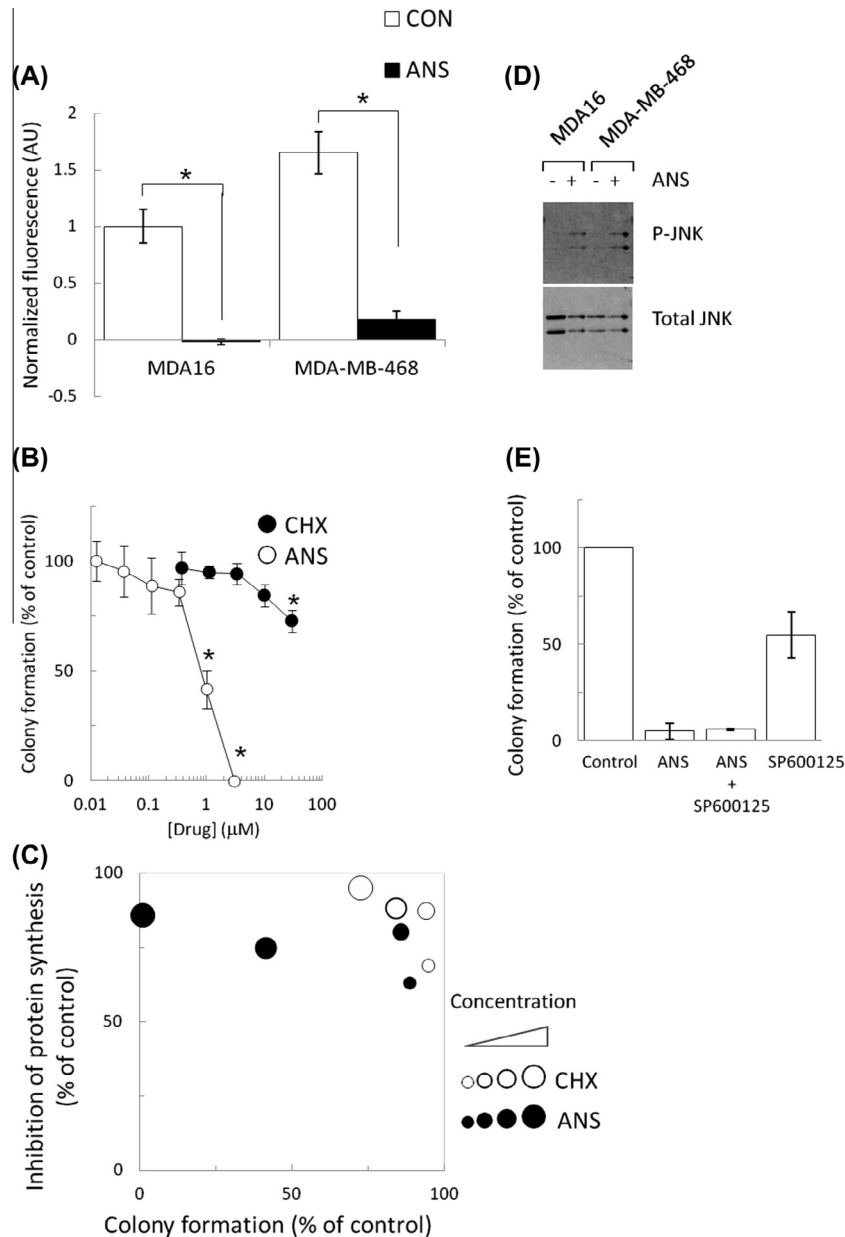 CON
ANS
(A)
Normalized fluorescence (AU)
2
1.5
1
0.5
0
-0.5
*
*
MDA16
MDA-MB-468
(D)
MDA16
MDA-MB-468
- + - + ANS
P-JNK
Total JNK
(B)
Colony formation (% of control)
100
50
0
CHX
ANS
*
*
*
0.01 0.1 1 10 100
[Drug] (μM)
(E)
Colony formation (% of control)
100
50
0
Control
ANS
ANS
+
SP600125
SP600125
(C)
Inhibition of protein synthesis
(% of control)
100
50
0
0 50 100
Colony formation (% of control)
Concentration
CHX
ANS